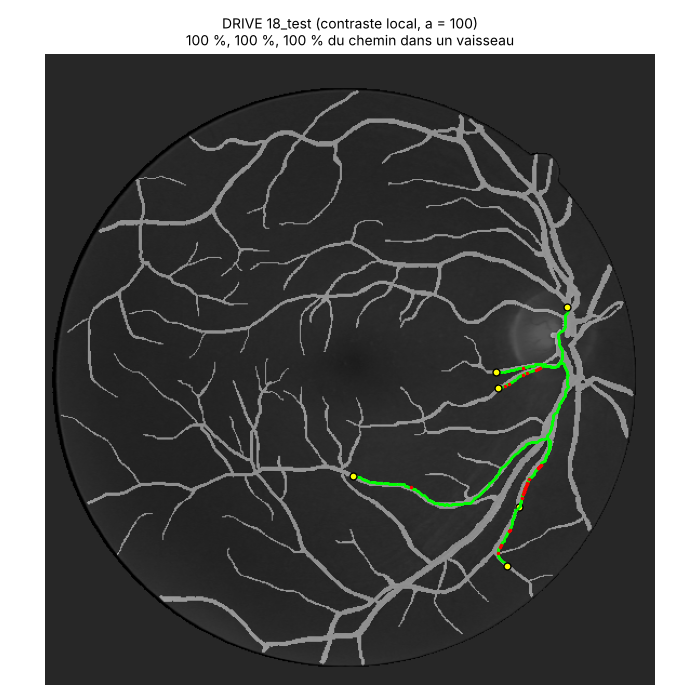 DRIVE 18_test (contraste local, a = 100)
100 %, 100 %, 100 % du chemin dans un vaisseau